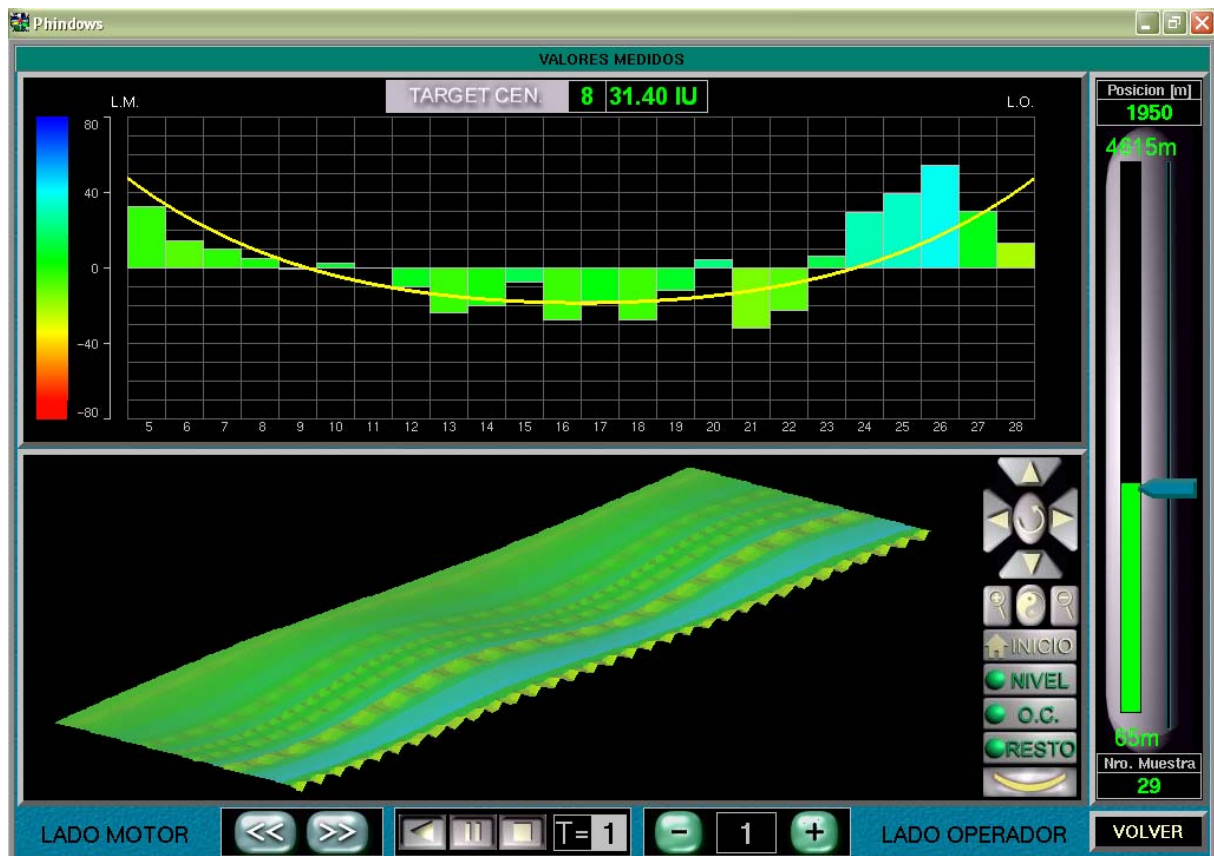 Phindows
VALORES MEDIDOS
TARGET CEN. 8 31.40 IU
L.M.
L.O.
80
40
0
-40
-80
5 6 7 8 9 10 11 12 13 14 15 16 17 18 19 20 21 22 23 24 25 26 27 28
Posicion [m]
1950
4615m
65m
Nro. Muestra
29
INICIO
NIVEL
O.C.
RESTO
LADO MOTOR
<<
>>
T= 1
-
1
+
LADO OPERADOR
VOLVER